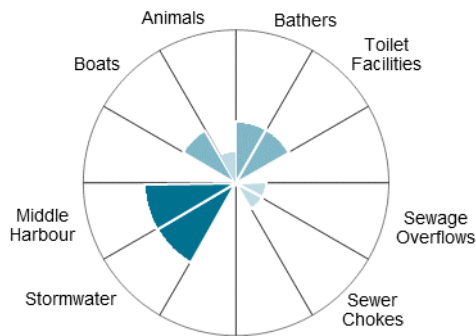 Animals
Bathers
Boats
Toilet
Facilities
Middle
Harbour
Sewage
Overflows
Stormwater
Sewer
Chokes